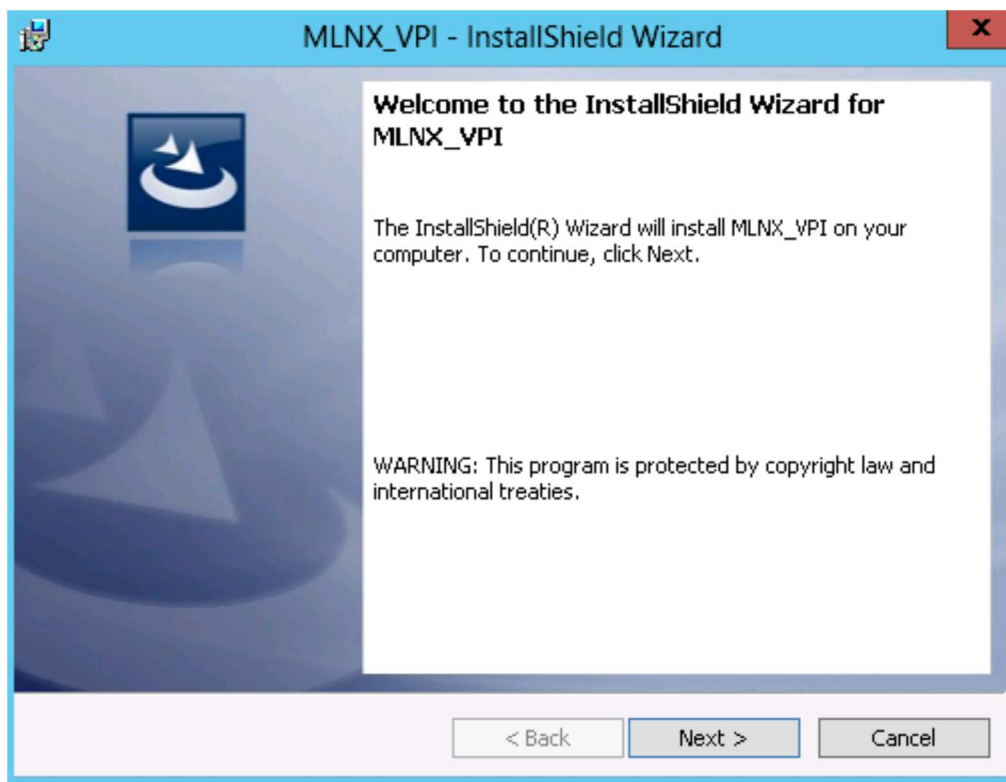 MLNX_VPI - InstallShield Wizard
x
Welcome to the InstallShield Wizard for
MLNX_VPI
The InstallShield(R) Wizard will install MLNX_VPI on your
computer. To continue, click Next.
WARNING: This program is protected by copyright law and
international treaties.
< Back Next > Cancel